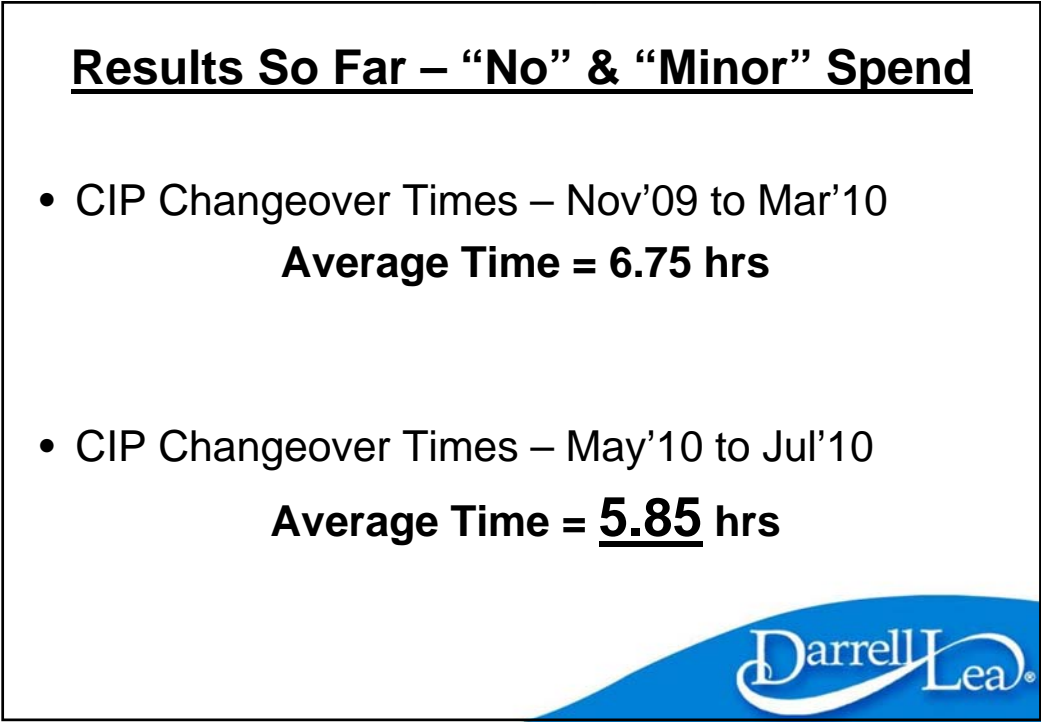 Results So Far – “No” & “Minor” Spend
• CIP Changeover Times – Nov’09 to Mar’10
Average Time = 6.75 hrs
• CIP Changeover Times – May’10 to Jul’10
Average Time = 5.85 hrs
Darrell Lea®